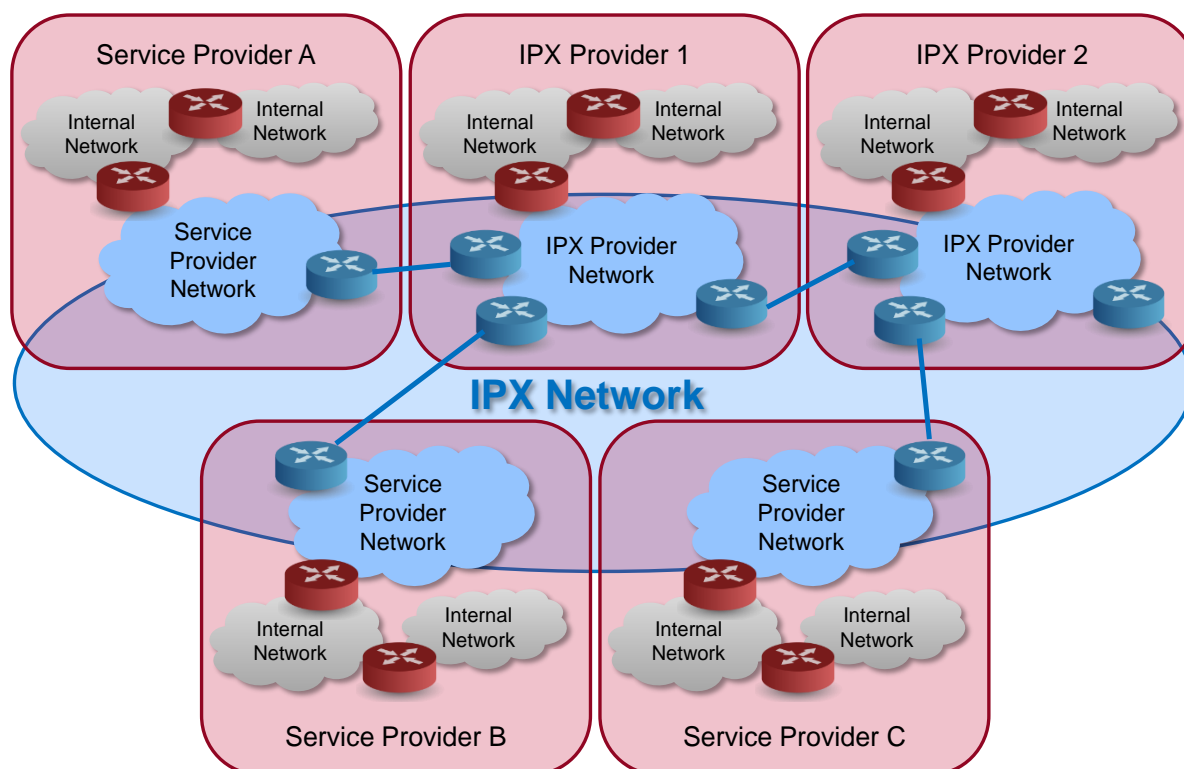 Service Provider A
Internal
Network
Internal
Network
Service
Provider
Network
IPX Provider 1
Internal
Network
Internal
Network
IPX Provider
Network
IPX Provider 2
Internal
Network
Internal
Network
IPX Provider
Network
IPX Network
Service
Provider
Network
Internal
Network
Internal
Network
Service Provider B
Service
Provider
Network
Internal
Network
Internal
Network
Service Provider C